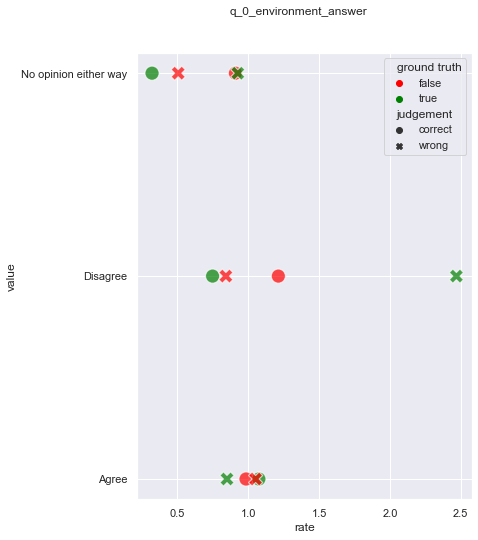 q_0_environment_answer
No opinion either way
Disagree
Agree
value
ground truth
false
true
judgement
correct
wrong
0.5 1.0 1.5 2.0 2.5
rate